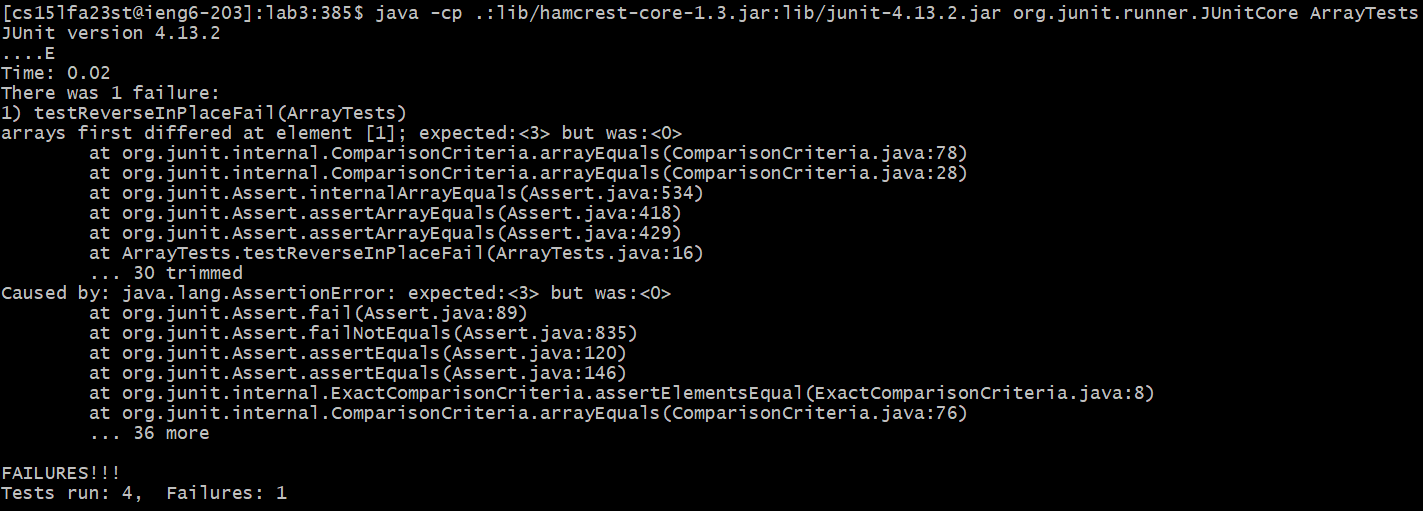 [cs15lfa23st@ieng6-203]:lab3:385$ java -cp .:lib/hamcrest-core-1.3.jar:lib/junit-4.13.2.jar org.junit.runner.JUnitCore ArrayTests
JUnit version 4.13.2
....E
Time: 0.02
There was 1 failure:
1) testReverseInPlaceFail(ArrayTests)
arrays first differed at element [1]; expected:<3> but was:<0>
        at org.junit.internal.ComparisonCriteria.arrayEquals(ComparisonCriteria.java:78)
        at org.junit.internal.ComparisonCriteria.arrayEquals(ComparisonCriteria.java:28)
        at org.junit.Assert.internalArrayEquals(Assert.java:534)
        at org.junit.Assert.assertArrayEquals(Assert.java:418)
        at org.junit.Assert.assertArrayEquals(Assert.java:429)
        at ArrayTests.testReverseInPlaceFail(ArrayTests.java:16)
        ... 30 trimmed
Caused by: java.lang.AssertionError: expected:<3> but was:<0>
        at org.junit.Assert.fail(Assert.java:89)
        at org.junit.Assert.failNotEquals(Assert.java:835)
        at org.junit.Assert.assertEquals(Assert.java:120)
        at org.junit.Assert.assertEquals(Assert.java:146)
        at org.junit.internal.ExactComparisonCriteria.assertElementsEqual(ExactComparisonCriteria.java:8)
        at org.junit.internal.ComparisonCriteria.arrayEquals(ComparisonCriteria.java:76)
        ... 36 more

FAILURES!!!
Tests run: 4,  Failures: 1